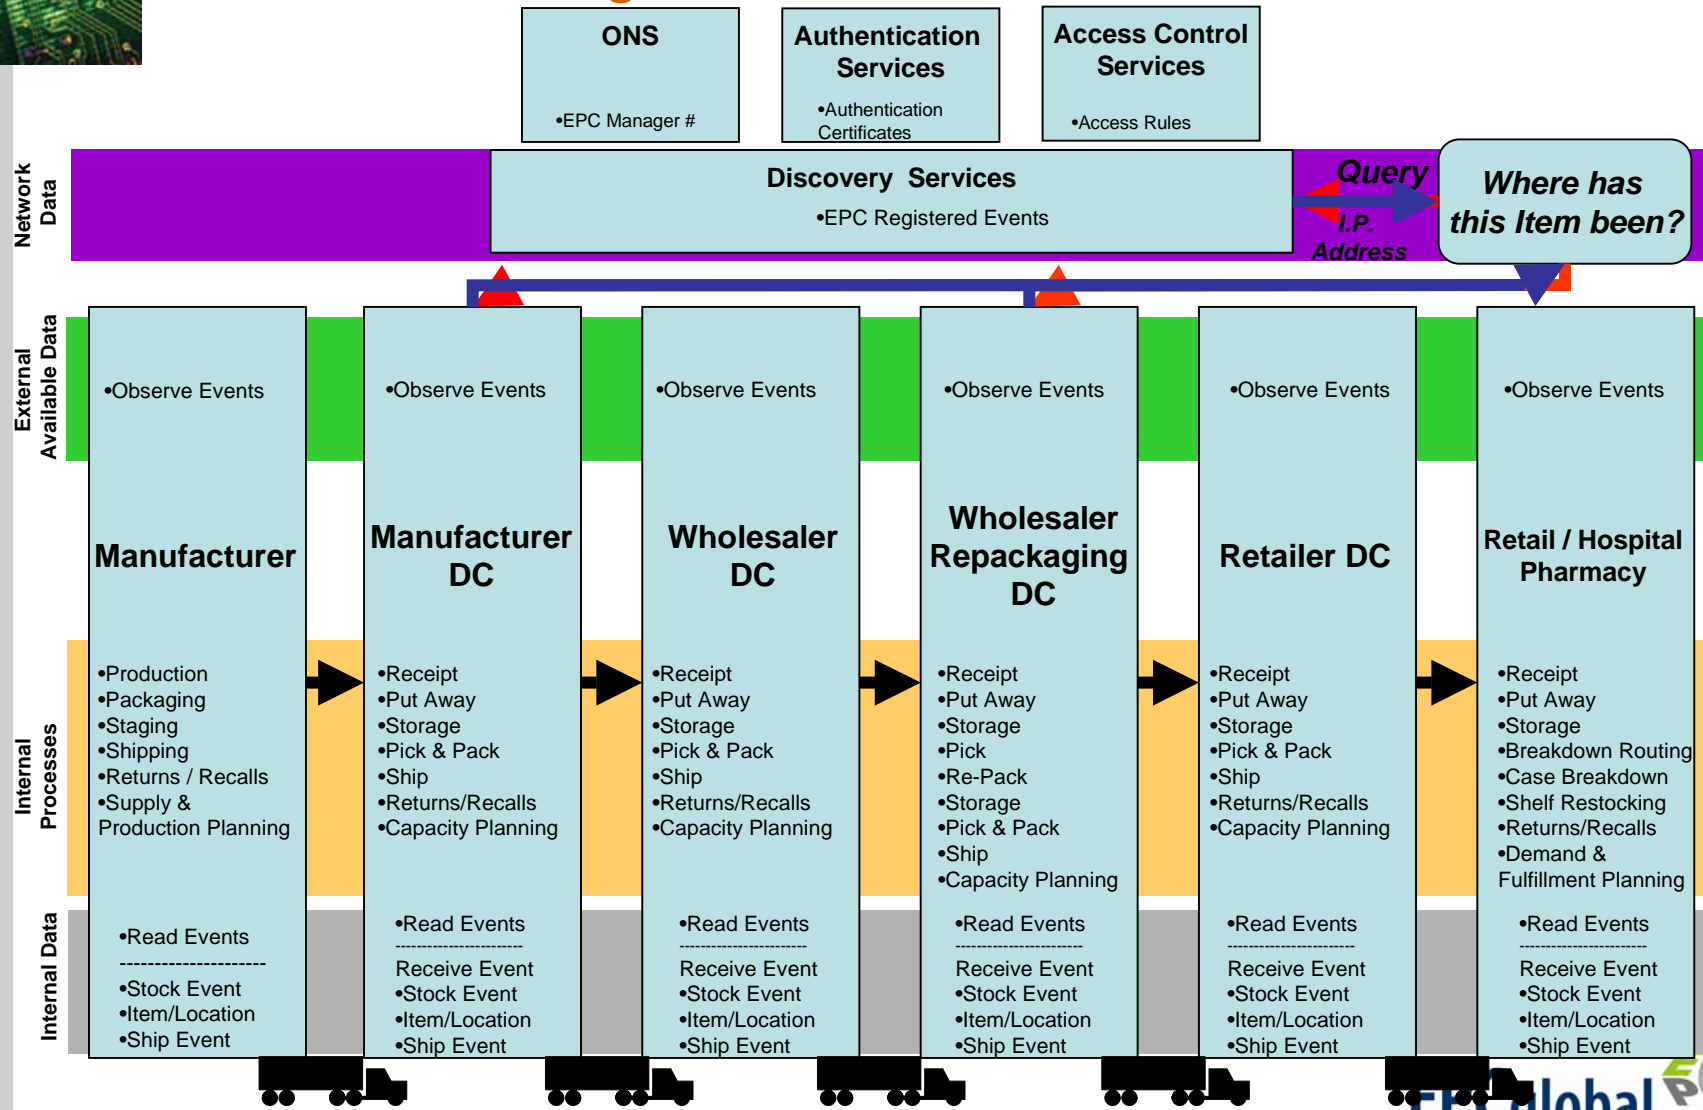 ONS
•EPC Manager #
Authentication
Services
•Authentication
Certificates
Access Control
Services
•Access Rules
Network
Data
Discovery Services
•EPC Registered Events
Query
I.P.
Address
Where has
this Item been?
External
Available Data
•Observe Events
•Observe Events
•Observe Events
•Observe Events
•Observe Events
•Observe Events
Manufacturer
Manufacturer
DC
Wholesaler
DC
Wholesaler
Repackaging
DC
Retailer DC
Retail / Hospital
Pharmacy
Internal
Processes
•Production
•Packaging
•Staging
•Shipping
•Returns / Recalls
•Supply &
Production Planning
•Receipt
•Put Away
•Storage
•Pick & Pack
•Ship
•Returns/Recalls
•Capacity Planning
•Receipt
•Put Away
•Storage
•Pick & Pack
•Ship
•Returns/Recalls
•Capacity Planning
•Receipt
•Put Away
•Storage
•Pick
•Re-Pack
•Storage
•Pick & Pack
•Ship
•Capacity Planning
•Receipt
•Put Away
•Storage
•Pick & Pack
•Ship
•Returns/Recalls
•Capacity Planning
•Receipt
•Put Away
•Storage
•Breakdown Routing
•Case Breakdown
•Shelf Restocking
•Returns/Recalls
•Demand &
Fulfillment Planning
Internal Data
•Read Events
---------------------
•Stock Event
•Item/Location
•Ship Event
•Read Events
------------------------
Receive Event
•Stock Event
•Item/Location
•Ship Event
•Read Events
------------------------
Receive Event
•Stock Event
•Item/Location
•Ship Event
•Read Events
------------------------
Receive Event
•Stock Event
•Item/Location
•Ship Event
•Read Events
------------------------
Receive Event
•Stock Event
•Item/Location
•Ship Event
•Read Events
------------------------
Receive Event
•Stock Event
•Item/Location
•Ship Event